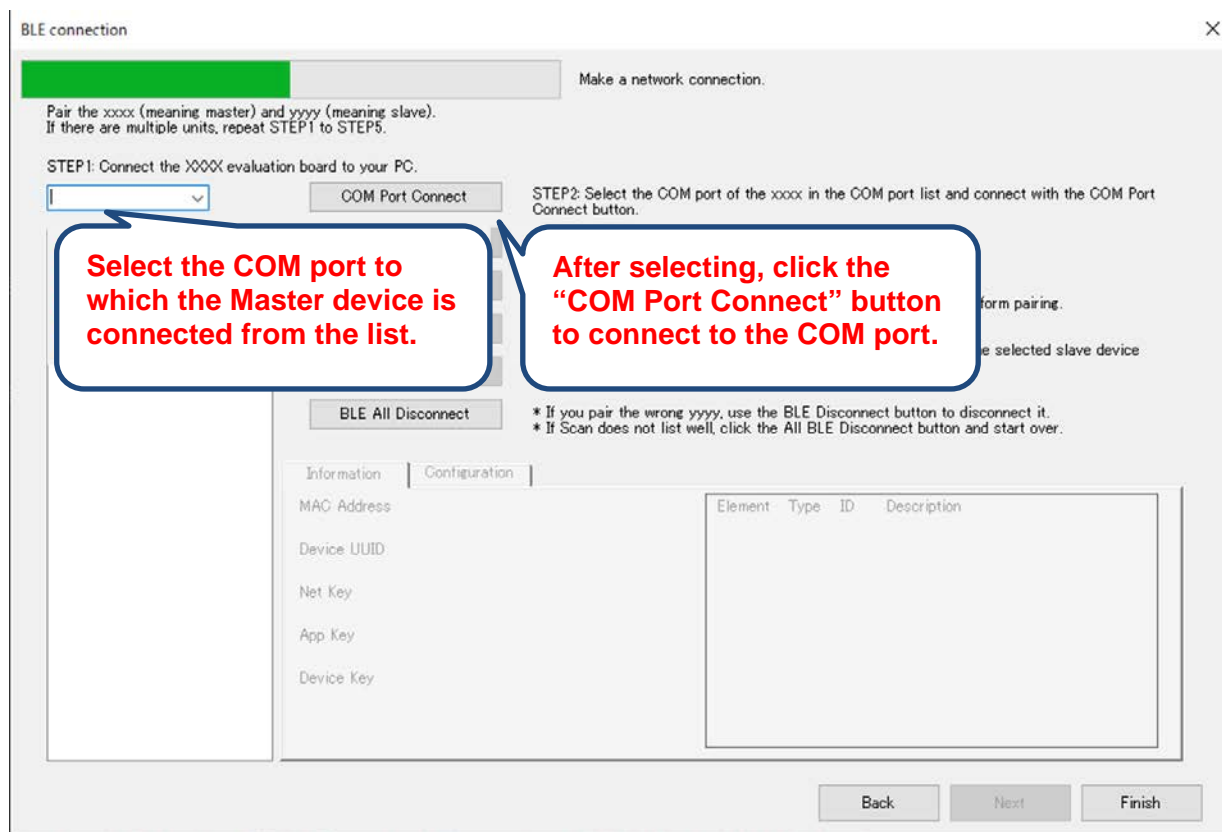 BLE connection
Make a network connection.
Pair the xxxx (meaning master) and yyyy (meaning slave).
If there are multiple units, repeat STEP1 to STEP5.
STEP1: Connect the XXXX evaluation board to your PC.
COM Port Connect
STEP2: Select the COM port of the xxxx in the COM port list and connect with the COM Port
Connect button.
Select the COM port to
which the Master device is
connected from the list.
After selecting, click the
“COM Port Connect” button
to connect to the COM port.
form pairing.
e selected slave device
BLE All Disconnect
* If you pair the wrong yyyy, use the BLE Disconnect button to disconnect it.
* If Scan does not list well, click the All BLE Disconnect button and start over.
Information
Configuration
MAC Address
Element Type ID Description
Device UUID
Net Key
App Key
Device Key
Back
Next
Finish